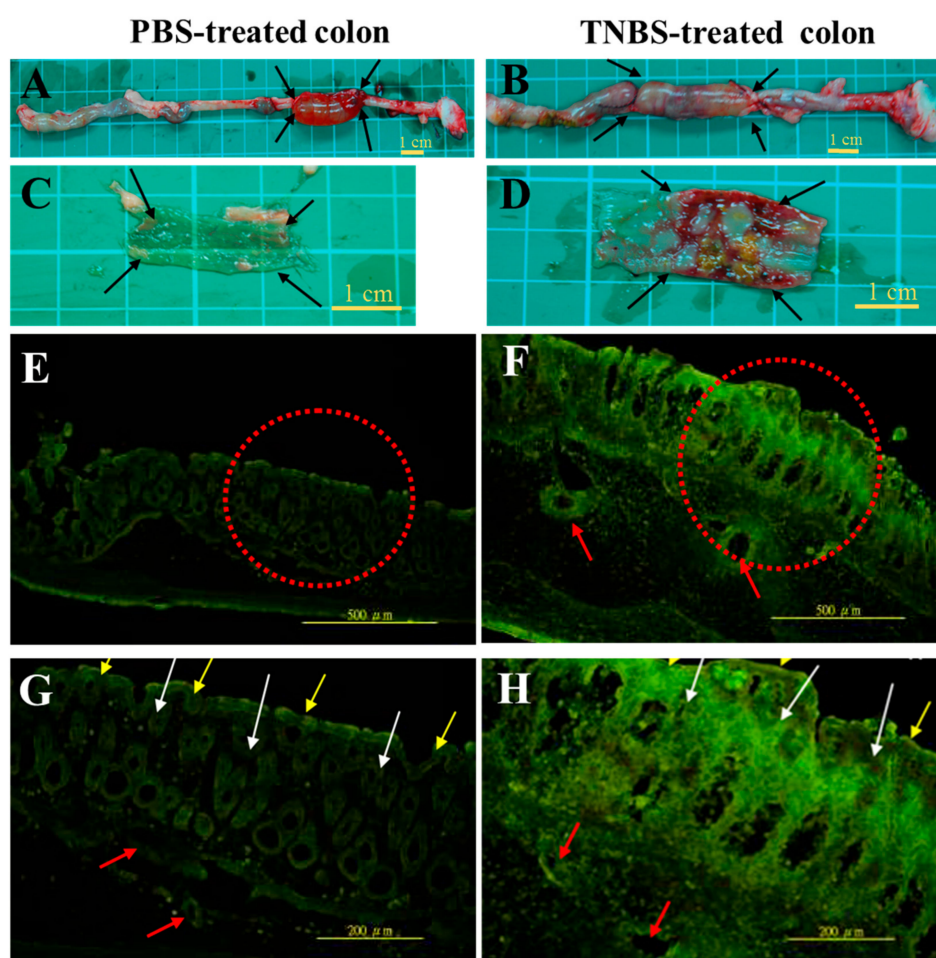 PBS-treated colon
TNBS-treated colon
A
1 cm
B
1 cm
C
1 cm
D
1 cm
E
500 μm
F
500 μm
G
200 μm
H
200 μm